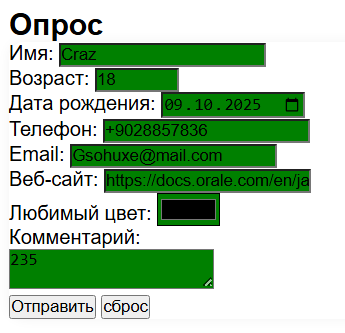 Опрос
Имя: Craz
Возраст: 18
Дата рождения: 09.10.2025
Телефон: +9028857836
Email: Gsohuxe@mail.com
Веб-сайт: https://docs.orale.com/en/ja
Любимый цвет:
Комментарий:
235
Отправить сброс